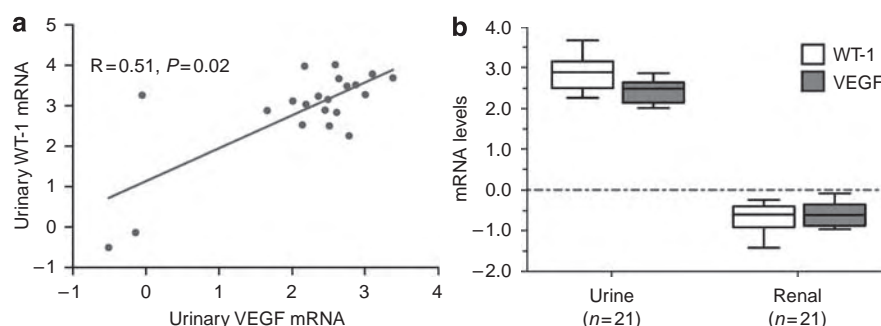 a
R=0.51, P=0.02
Urinary WT-1 mRNA
5
4
3
2
1
0
−1
−1 0 1 2 3 4
Urinary VEGF mRNA
b
WT-1
VEGF
mRNA levels
4.0
3.0
2.0
1.0
0.0
−1.0
−2.0
Urine Renal
(n=21) (n=21)